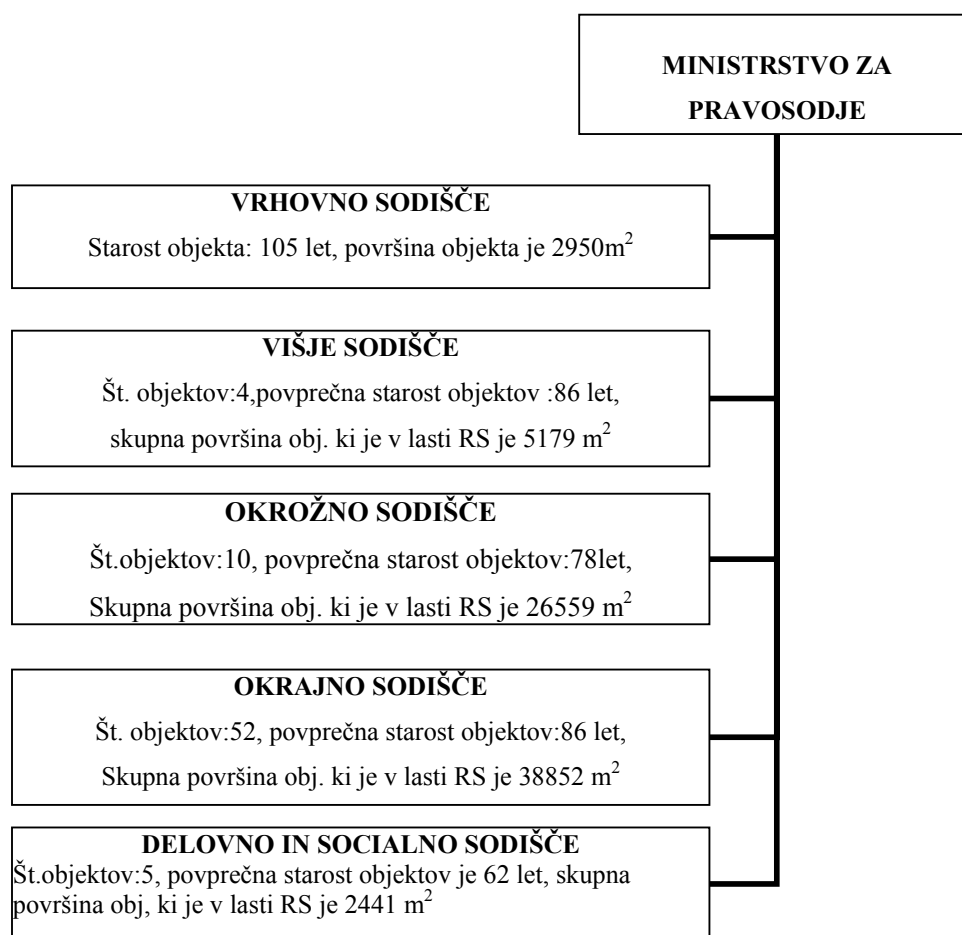 MINISTRSTVO ZA
PRAVOSODJE
VRHOVNO SODIŠČE
Starost objekta: 105 let, površina objekta je 2950m²
VIŠJE SODIŠČE
Št. objektov:4,povprečna starost objektov :86 let,
skupna površina obj. ki je v lasti RS je 5179 m²
OKROŽNO SODIŠČE
Št.objektov:10, povprečna starost objektov:78let,
Skupna površina obj. ki je v lasti RS je 26559 m²
OKRAJNO SODIŠČE
Št. objektov:52, povprečna starost objektov:86 let,
Skupna površina obj. ki je v lasti RS je 38852 m²
DELOVNO IN SOCIALNO SODIŠČE
Št.objektov:5, povprečna starost objektov je 62 let, skupna
površina obj, ki je v lasti RS je 2441 m²